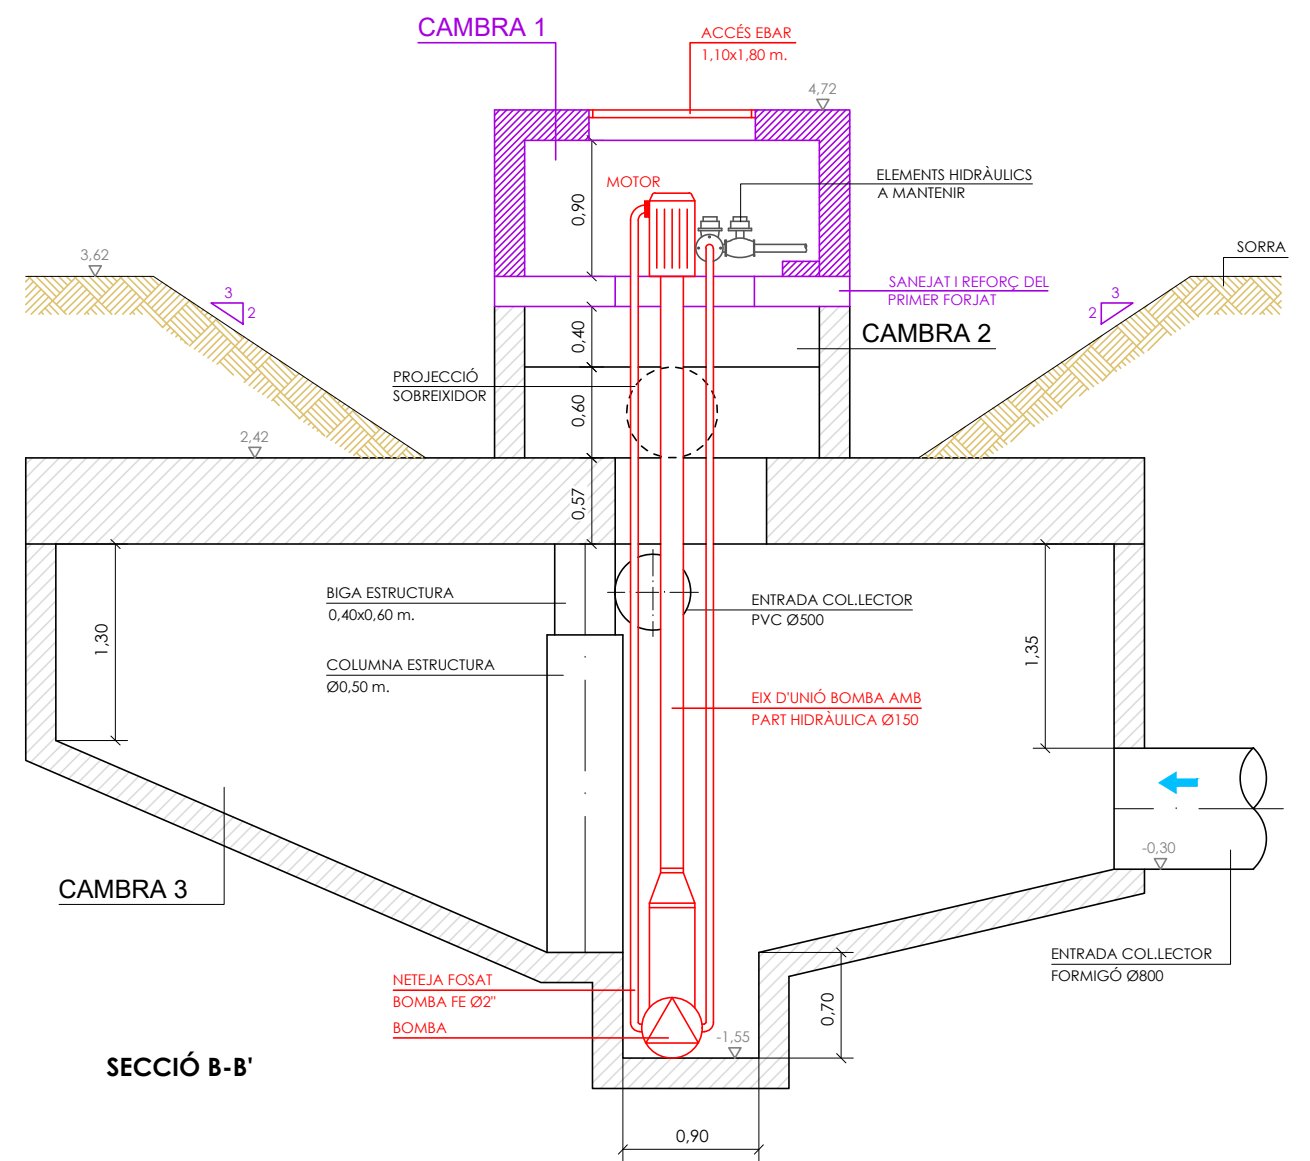 CAMBRA 1
ACCÉS EBAR
1,10x1,80 m.
4,72
MOTOR
ELEMENTS HIDRÀULICS
A MANTENIR
0,90
3,62
SORRA
3
2
3
2
SANEJAT I REFORÇ DEL
PRIMER FORJAT
0,40
CAMBRA 2
PROJECCIÓ
SOBREIXIDOR
0,60
2,42
0,57
BIGA ESTRUCTURA
0,40x0,60 m.
ENTRADA COL.LECTOR
PVC Ø500
1,30
1,35
COLUMNA ESTRUCTURA
Ø0,50 m.
EIX D'UNIÓ BOMBA AMB
PART HIDRÀULICA Ø150
-0,30
CAMBRA 3
ENTRADA COL.LECTOR
FORMIGÓ Ø800
NETEJA FOSAT
BOMBA FE Ø2"
BOMBA
0,70
-1,55
SECCIÓ B-B'
0,90